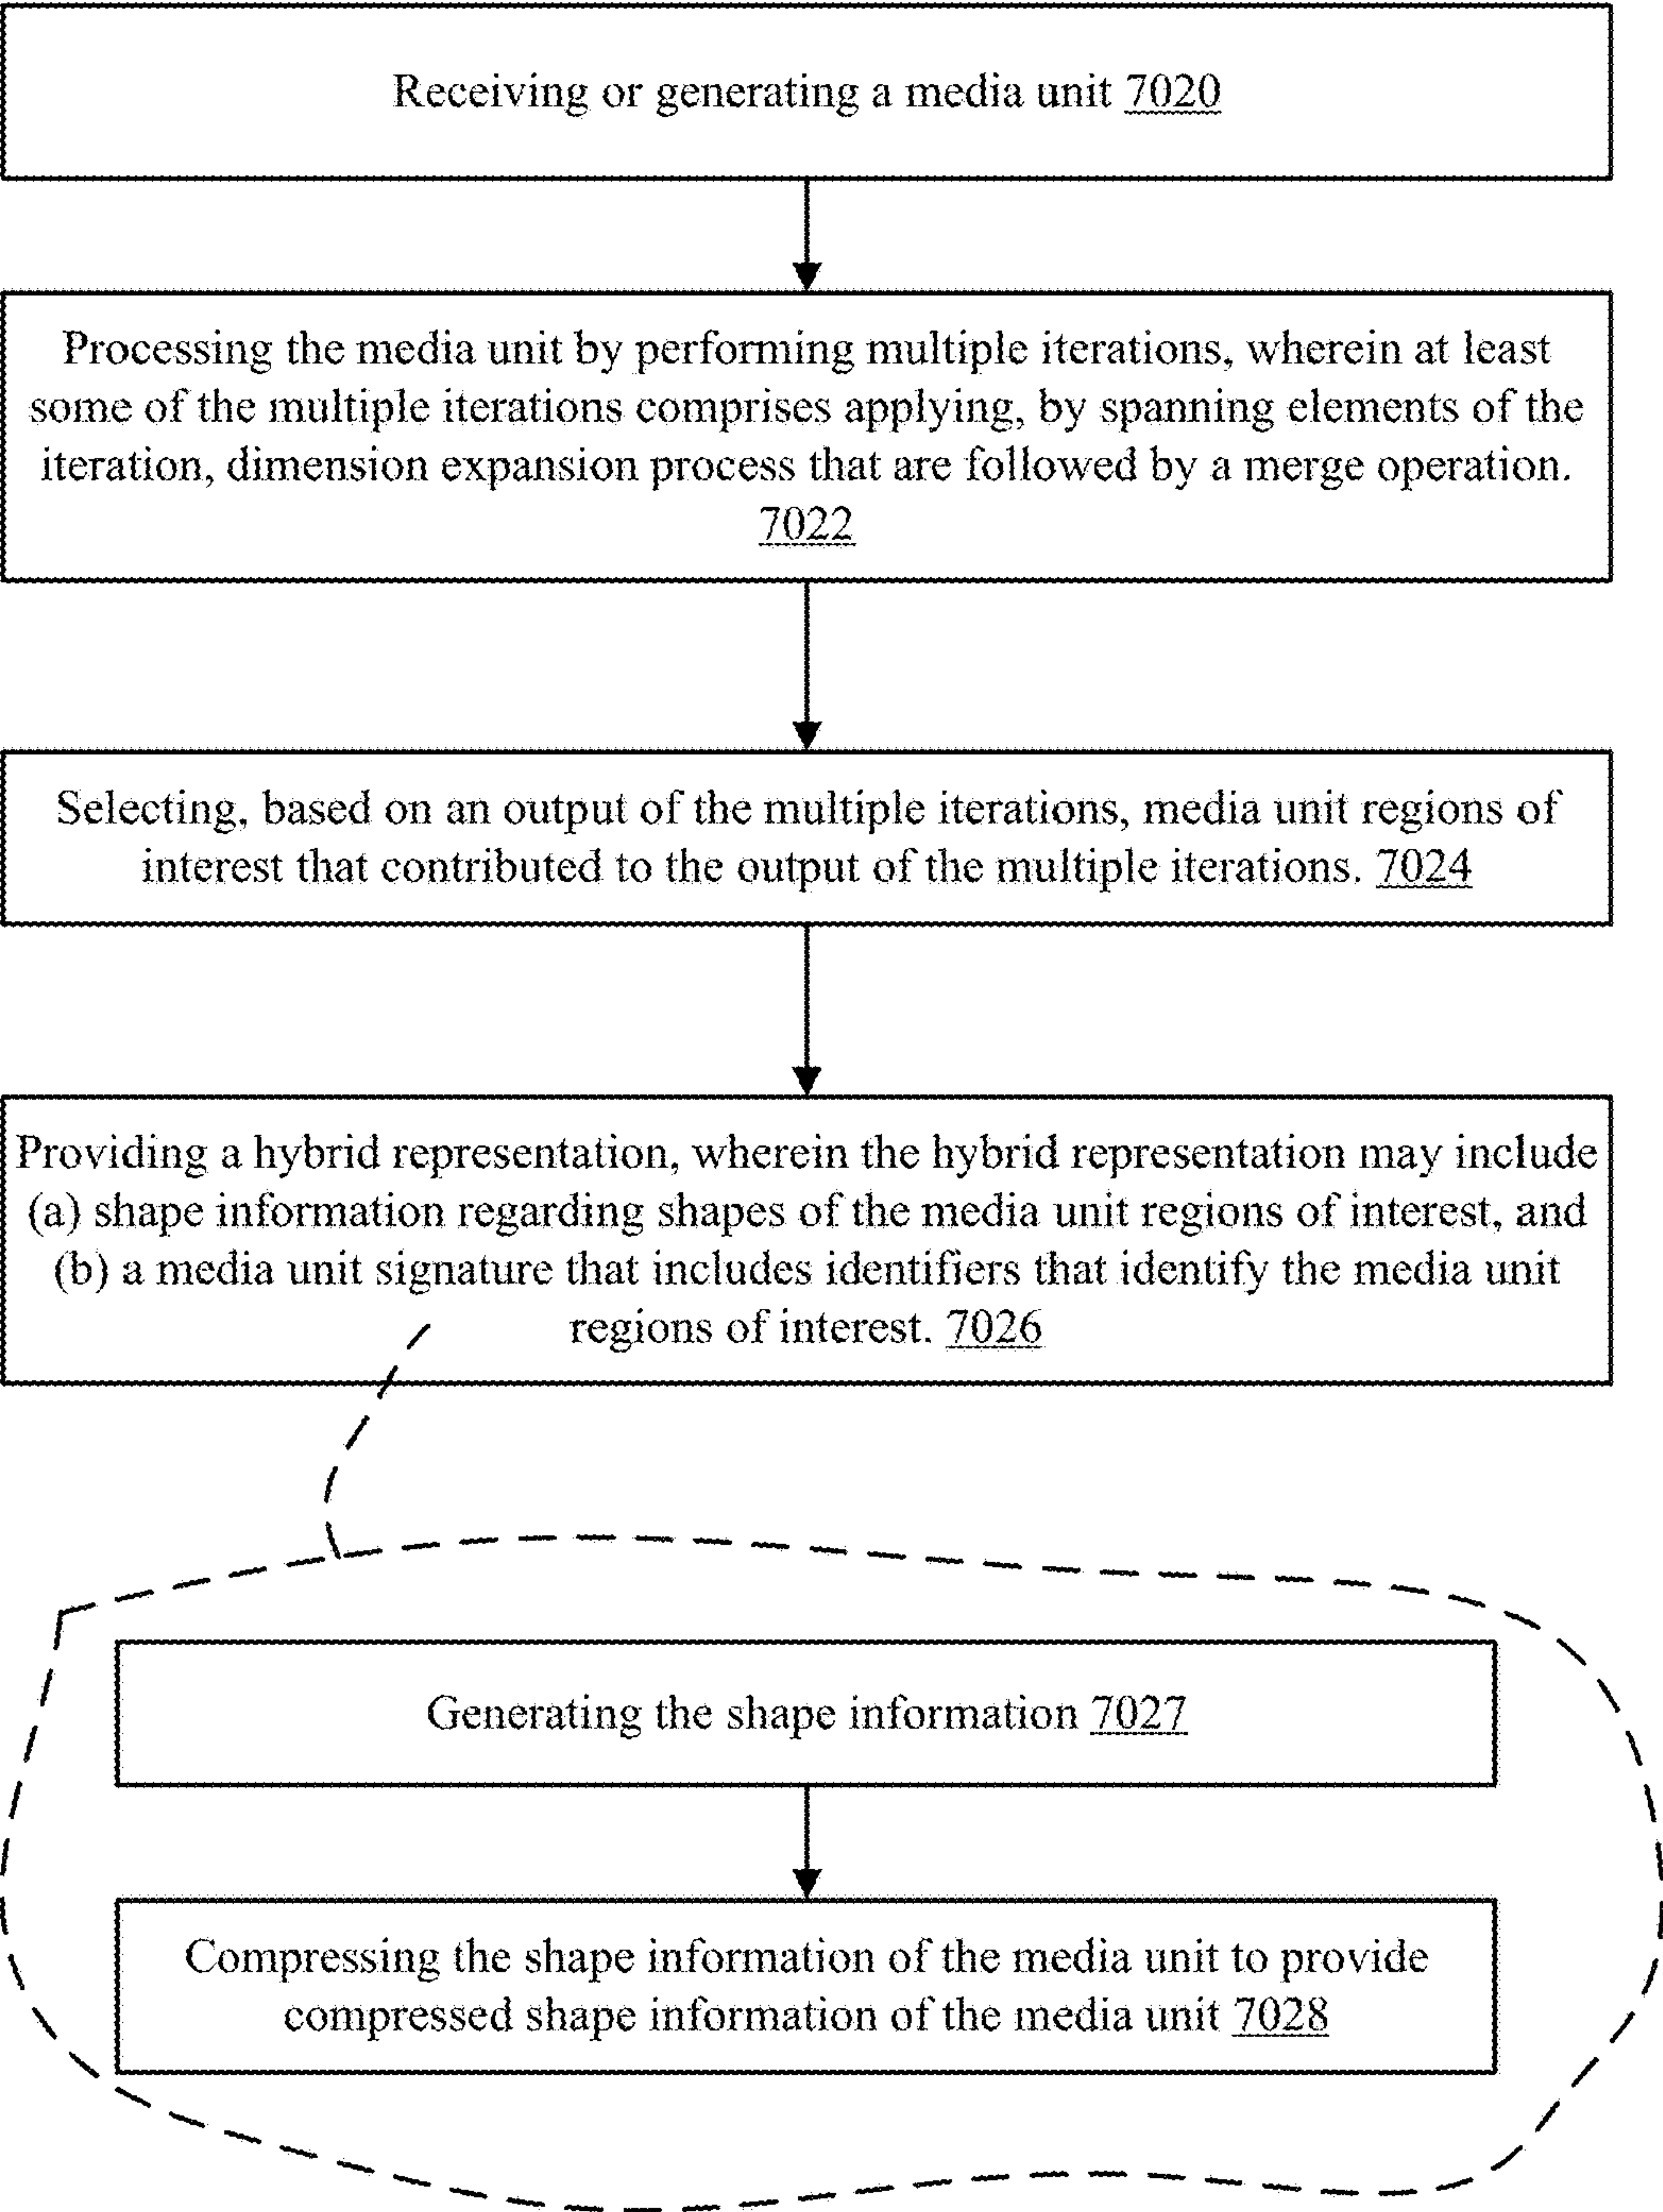 Receiving or generating a media unit 7020
Processing the media unit by performing multiple iterations, wherein at least
some of the multiple iterations comprises applying, by spanning elements of the
iteration, dimension expansion process that are followed by a merge operation.
7022
Selecting, based on an output of the multiple iterations, media unit regions of
interest that contributed to the output of the multiple iterations. 7024
Providing a hybrid representation, wherein the hybrid representation may include
(a) shape information regarding shapes of the media unit regions of interest, and
(b) a media unit signature that includes identifiers that identify the media unit
regions of interest. 7026
Generating the shape information 7027
Compressing the shape information of the media unit to provide
compressed shape information of the media unit 7028